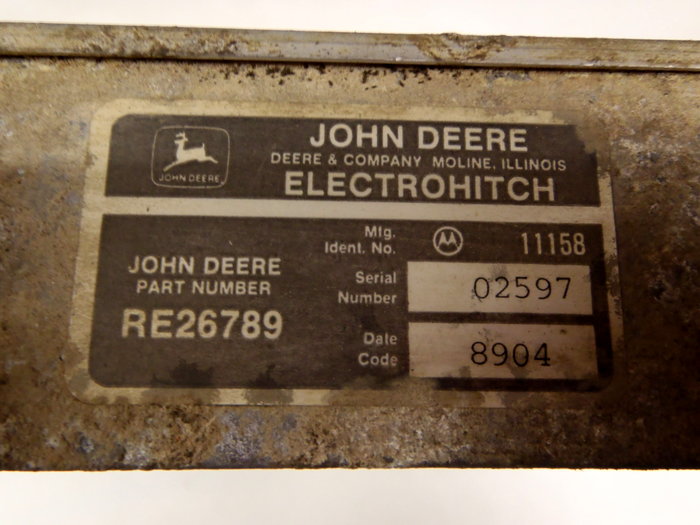 JOHN DEERE
JOHN DEERE
DEERE & COMPANY MOLINE, ILLINOIS
ELECTROHITCH
JOHN DEERE
PART NUMBER
RE26789
Mfg.
Ident. No. 11158
Serial
Number 02597
Date
Code 8904